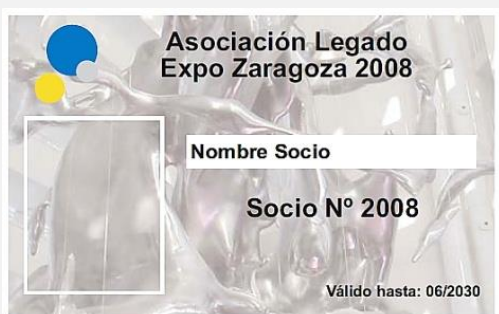 Asociación Legado
Expo Zaragoza 2008
Nombre Socio
Socio Nº 2008
Válido hasta: 06/2030